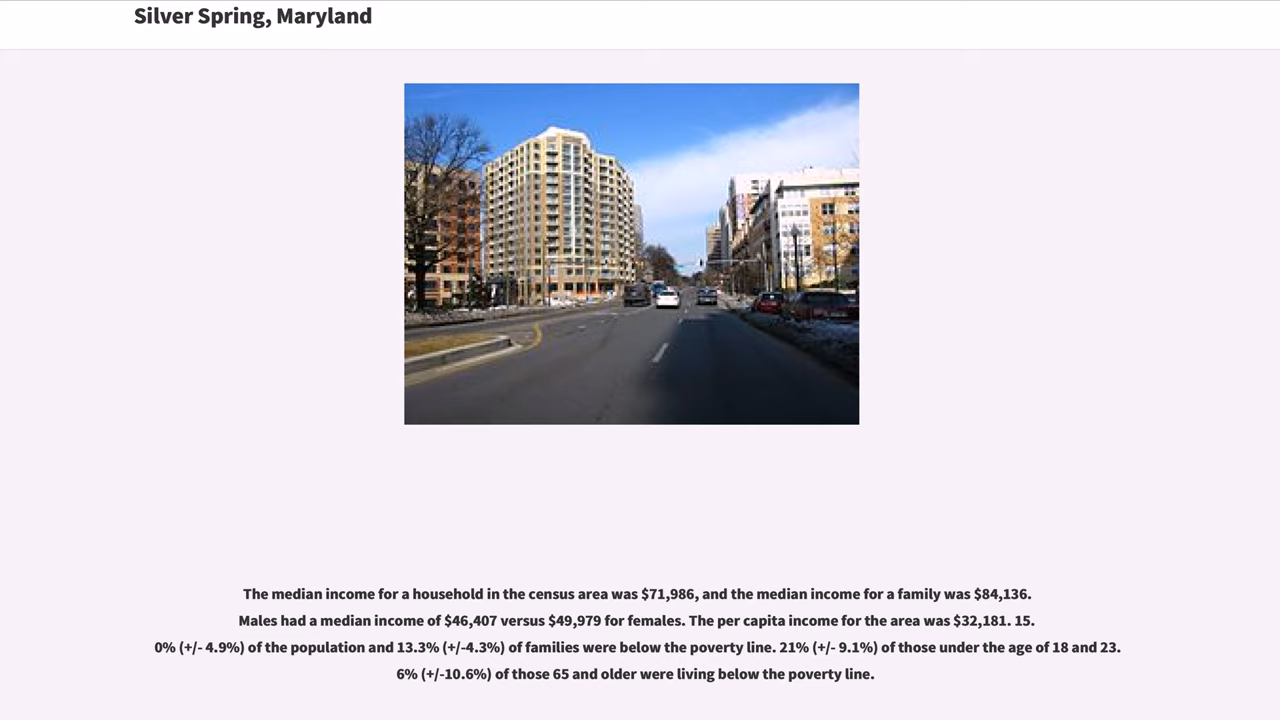 Silver Spring, Maryland
The median income for a household in the census area was $71,986, and the median income for a family was $84,136.
Males had a median income of $46,407 versus $49,979 for females. The per capita income for the area was $32,181. 15.
0% (+/- 4.9%) of the population and 13.3% (+/-4.3%) of families were below the poverty line. 21% (+/- 9.1%) of those under the age of 18 and 23.
6% (+/-10.6%) of those 65 and older were living below the poverty line.